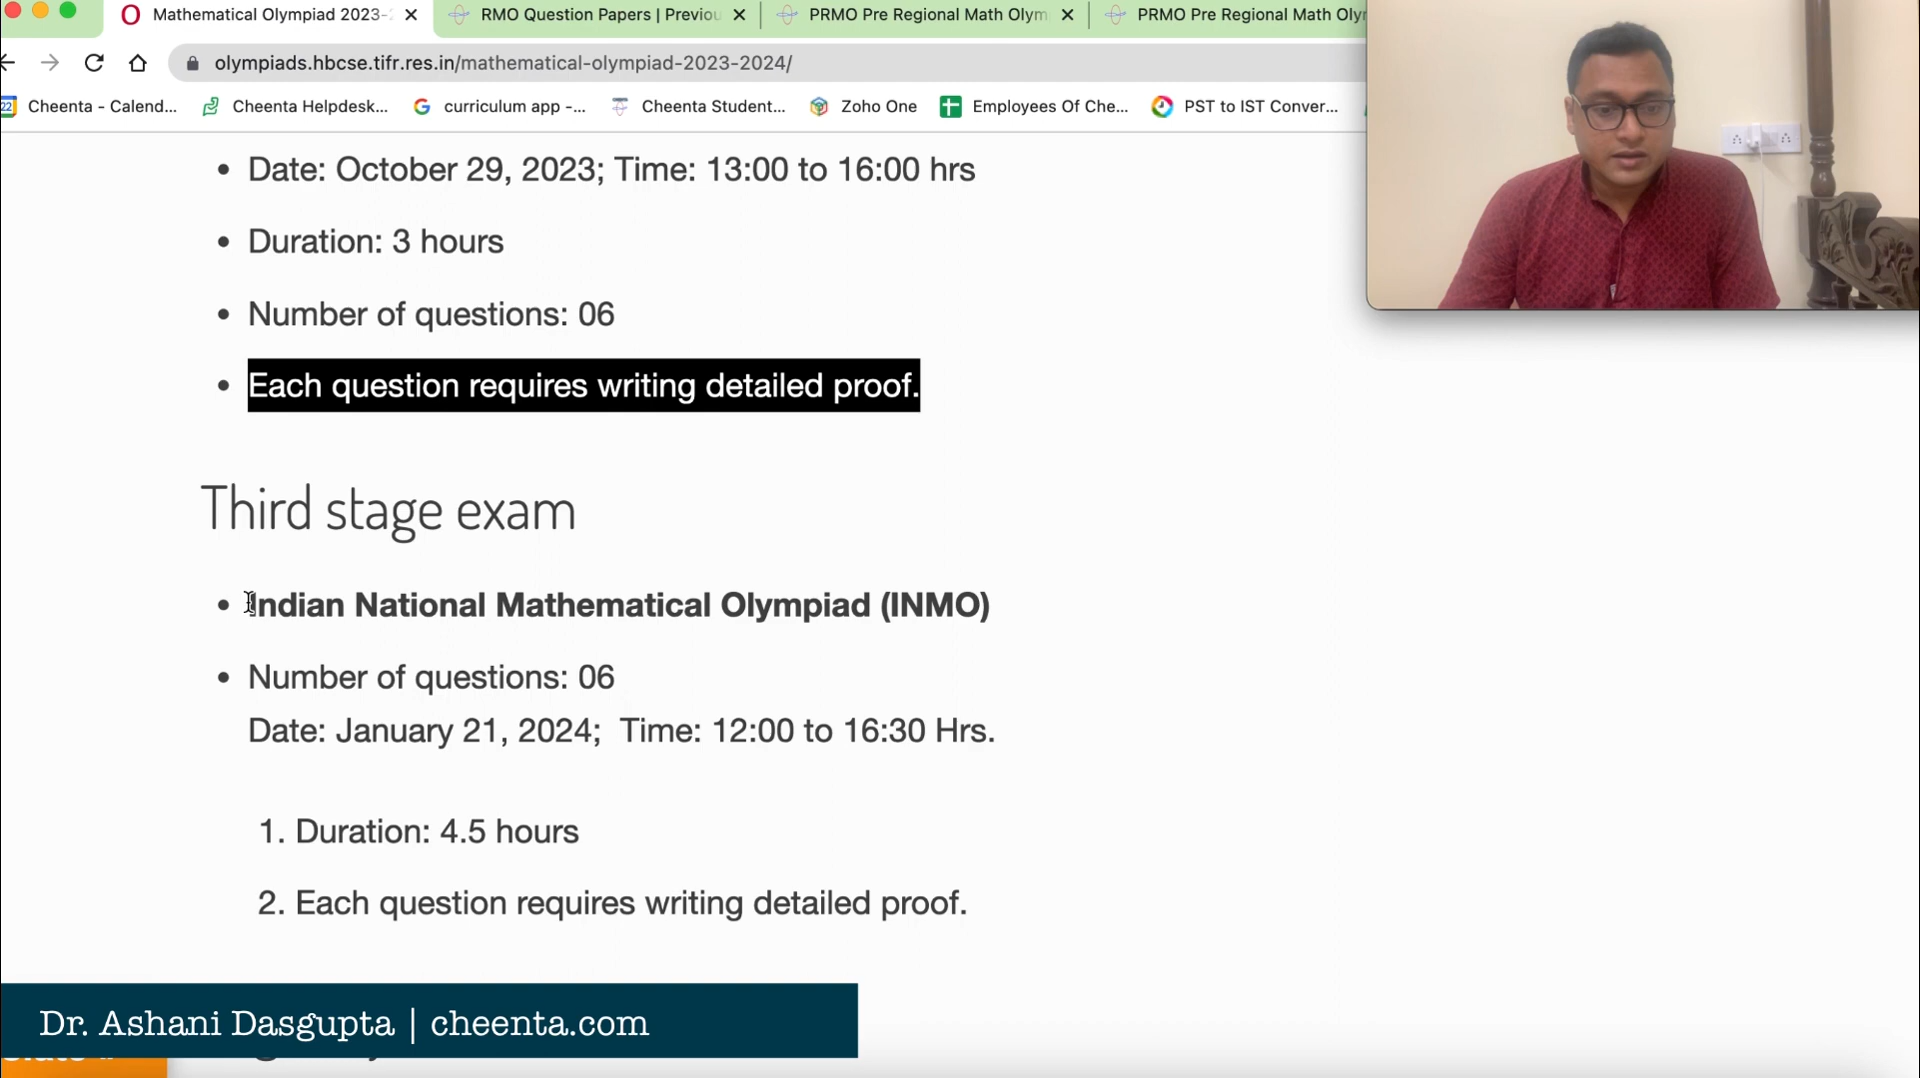 Mathematical Olympiad 2023-
RMO Question Papers | Previou
PRMO Pre Regional Math Olym
PRMO Pre Regional Math Oly
olympiads.hbcse.tifr.res.in/mathematical-olympiad-2023-2024/
22 Cheenta - Calend...
Cheenta Helpdesk...
curriculum app -...
Cheenta Student...
Zoho One
Employees Of Che...
PST to IST Conver...
• Date: October 29, 2023; Time: 13:00 to 16:00 hrs
• Duration: 3 hours
• Number of questions: 06
• Each question requires writing detailed proof.
Third stage exam
• Indian National Mathematical Olympiad (INMO)
• Number of questions: 06
Date: January 21, 2024; Time: 12:00 to 16:30 Hrs.
1. Duration: 4.5 hours
2. Each question requires writing detailed proof.
Dr. Ashani Dasgupta | cheenta.com